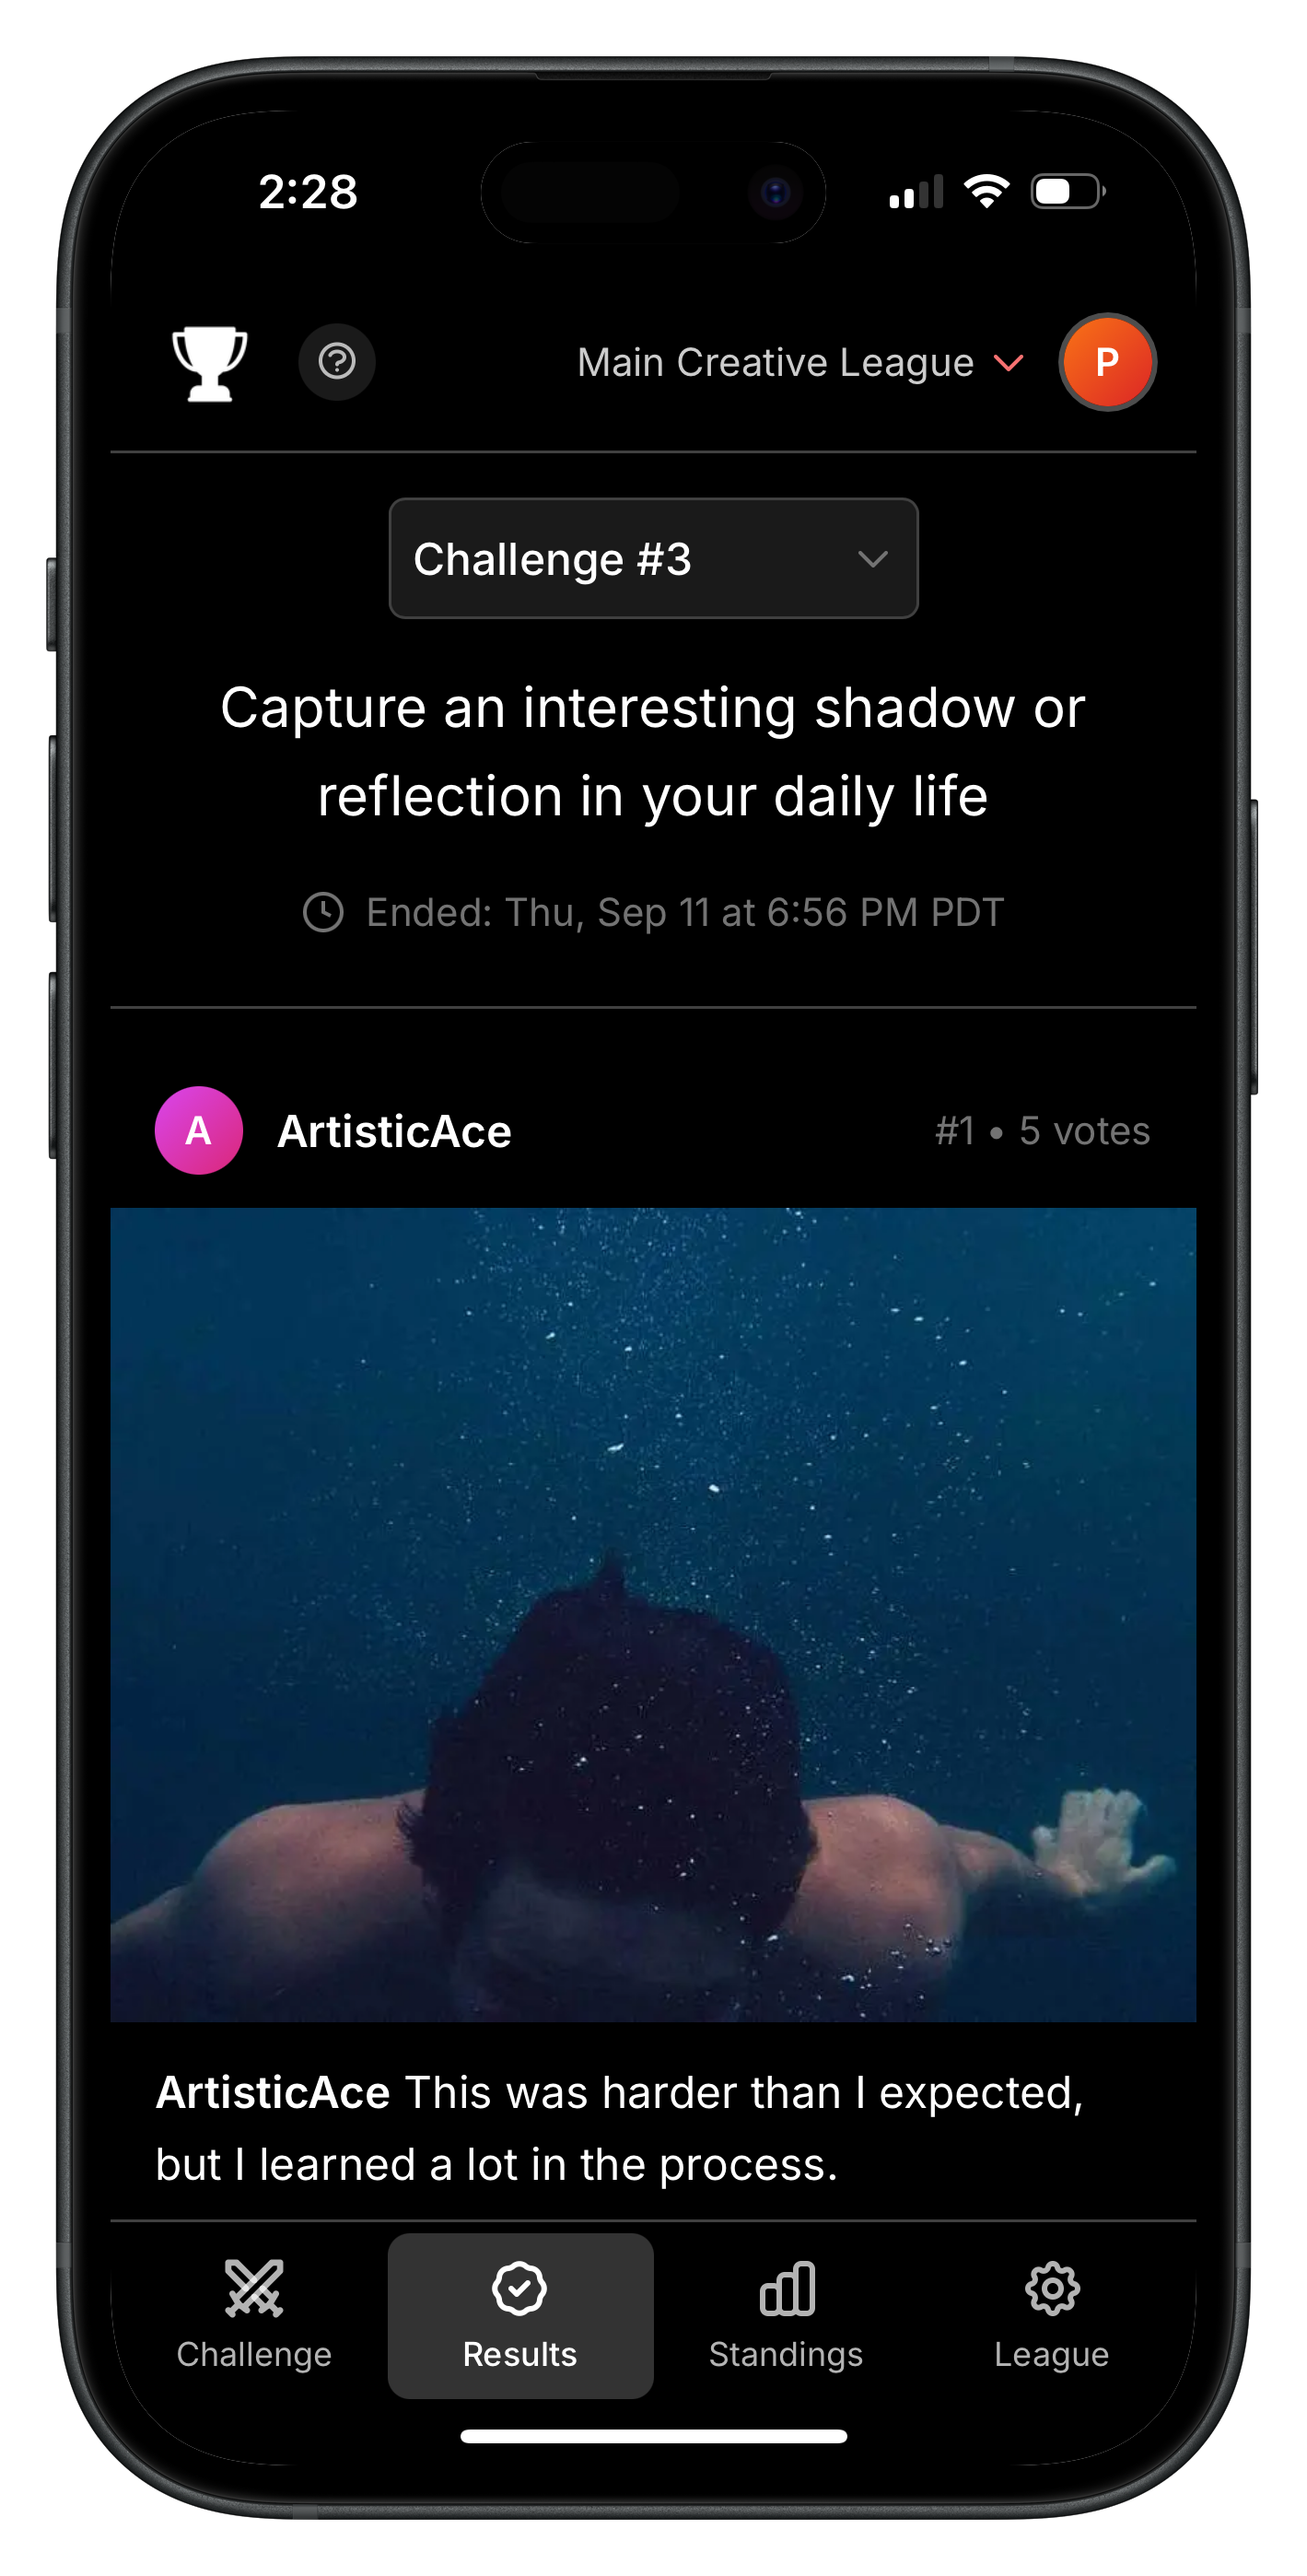 2:28
Main Creative League
P
Challenge #3
Capture an interesting shadow or
reflection in your daily life
Ended: Thu, Sep 11 at 6:56 PM PDT
A
ArtisticAce
#1 • 5 votes
ArtisticAce This was harder than I expected,
but I learned a lot in the process.
Challenge
Results
Standings
League